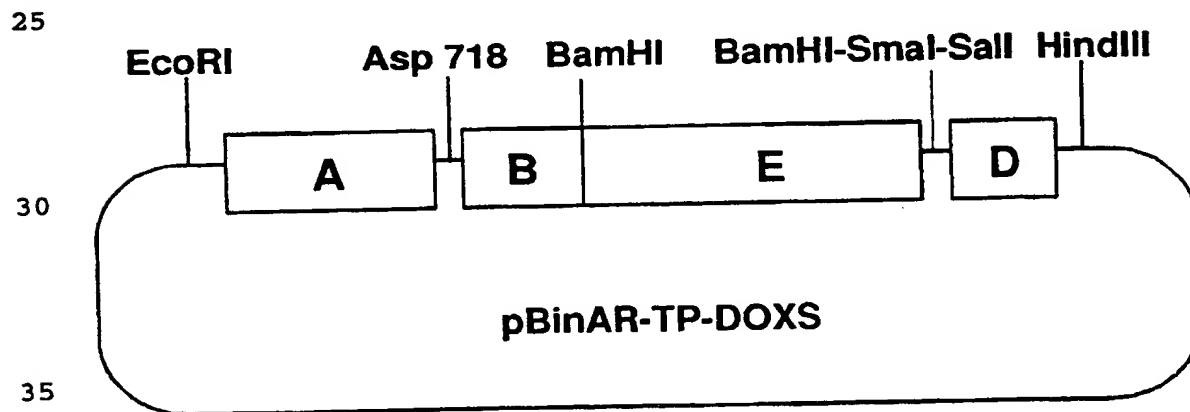 25
EcoRI Asp 718 BamHI BamHI-SmaI-SalI HindIII
A B E D
30
pBinAR-TP-DOXS
35